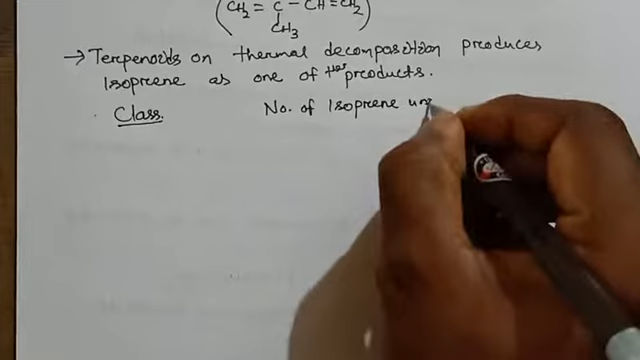 (CH₂ = C - CH = CH₂)
CH₃
→ Terpenoids on thermal decomposition produces
Isoprene as one of the products.
Class. No. of Isoprene un